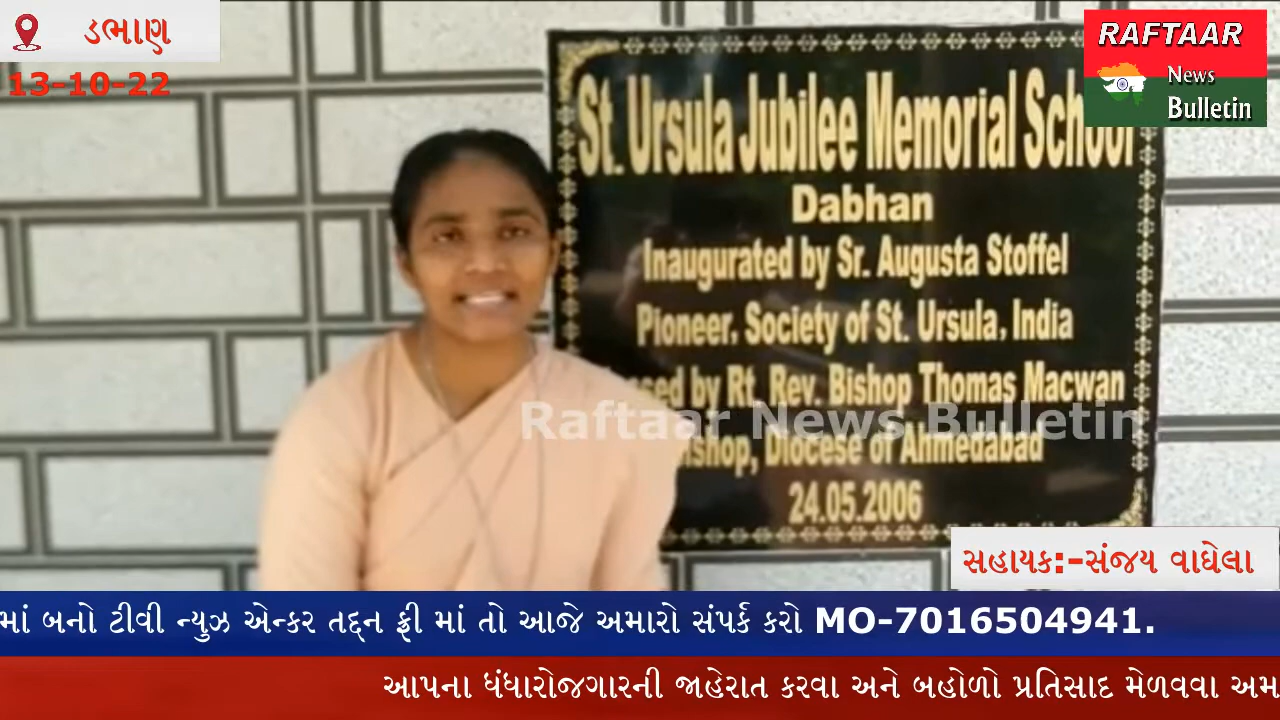 ડભાણ
13-10-22
RAFTAAR
News
Bulletin
St. Ursula Jubilee Memorial School
Dabhan
Inaugurated by Sr. Augusta Stoffel
Pioneer, Society of St. Ursula, India
by Rt. Rev. Bishop Thomas Macwan
Raftaar News Bulletin
Diocese of Ahmedabad
24.05.2006
સહાયક:-સંજય વાઘેલા
માં બનો ટીવી ન્યુઝ એન્કર તદ્દન ફ્રી માં તો આજે અમારો સંપર્ક કરો MO-7016504941.
આપના ધંધારોજગારની જાહેરાત કરવા અને બહોળો પ્રતિસાદ મેળવવા